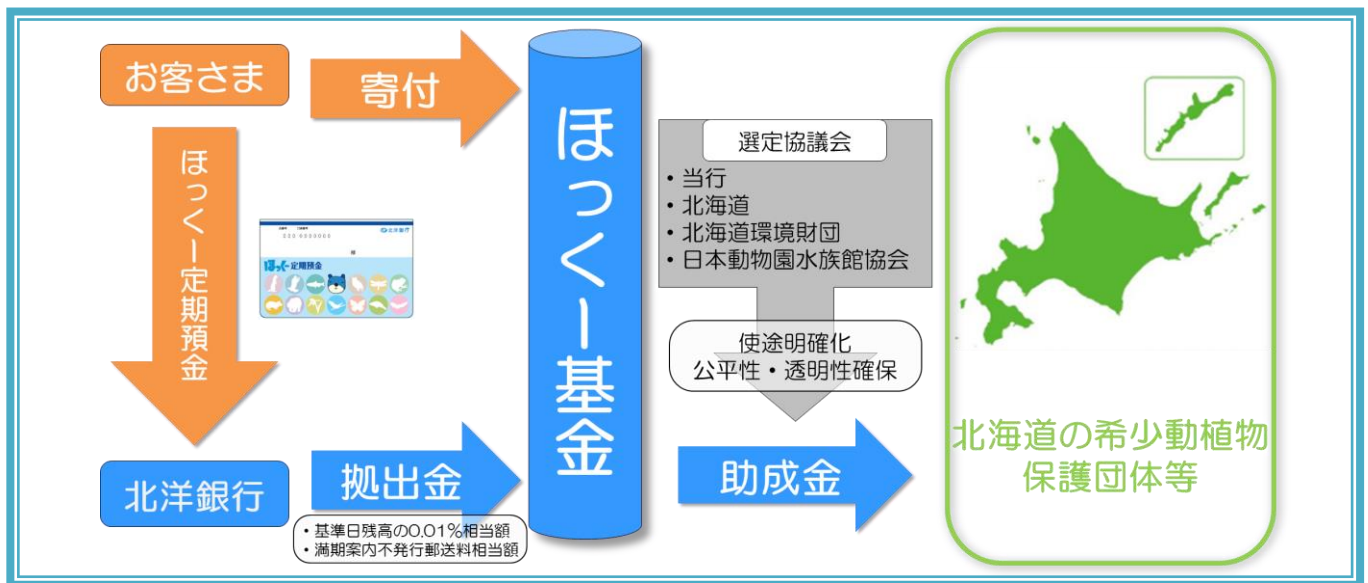 お客さま
寄付
ほっくー定期預金
北洋銀行
ほっくー定期預金
北洋銀行
拠出金
・基準日残高の0.01％相当額
・満期案内不発行郵送料相当額
ほっくー基金
選定協議会
・当行
・北海道
・北海道環境財団
・日本動物園水族館協会
使途明確化
公平性・透明性確保
助成金
北海道の希少動植物
保護団体等